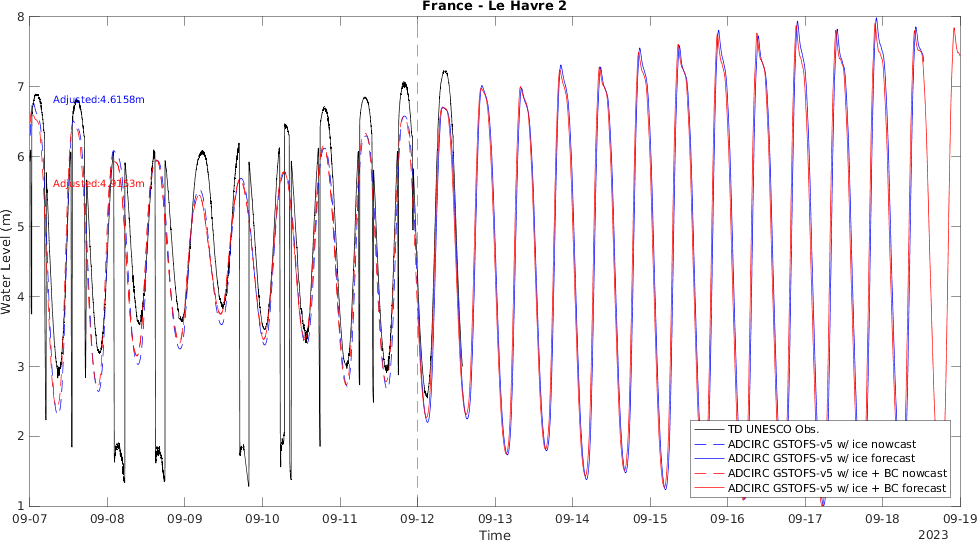 France - Le Havre 2
8
7
6
5
4
3
2
1
Water Level (m)
Adjusted:4.6158m
Adjusted:4.9153m
TD UNESCO Obs.
ADCIRC GSTOFS-v5 w/ ice nowcast
ADCIRC GSTOFS-v5 w/ ice forecast
ADCIRC GSTOFS-v5 w/ ice + BC nowcast
ADCIRC GSTOFS-v5 w/ ice + BC forecast
09-07 09-08 09-09 09-10 09-11 09-12 09-13 09-14 09-15 09-16 09-17 09-18 09-19
Time
2023